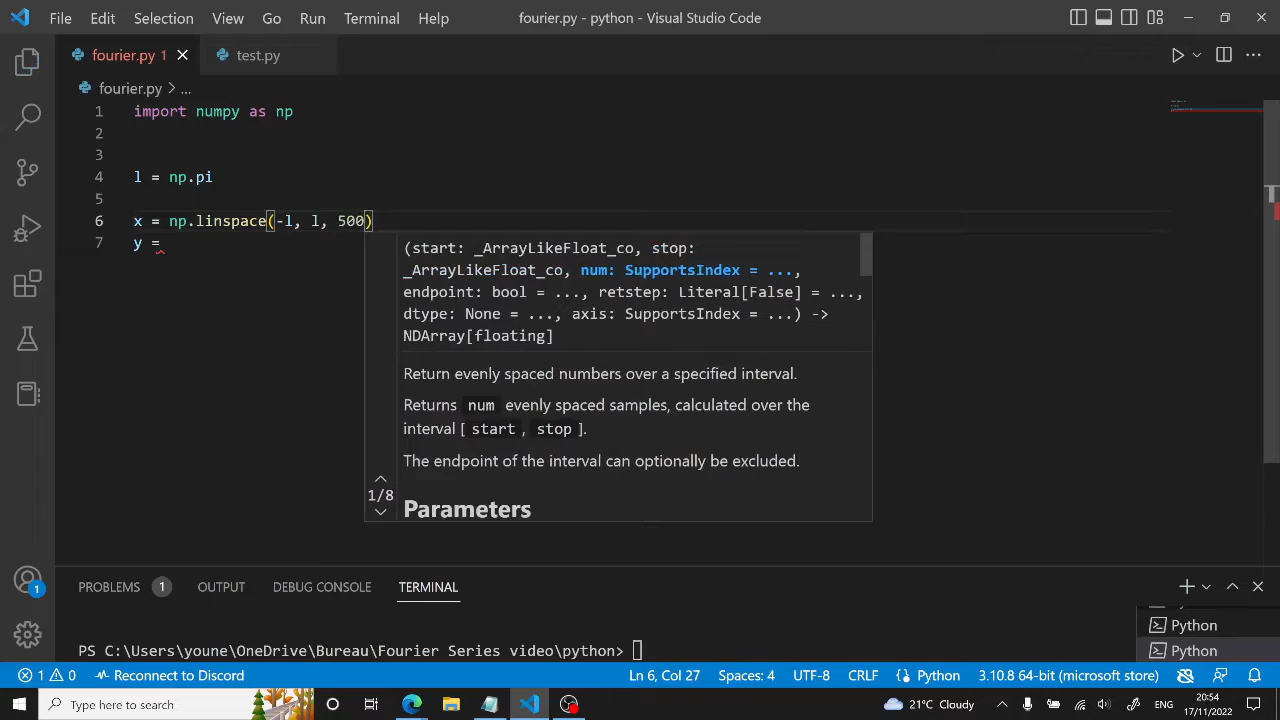 File Edit Selection View Go Run Terminal Help fourier.py - python - Visual Studio Code
fourier.py 1 test.py
fourier.py > ...
1 import numpy as np
2
3
4 l = np.pi
5
6 x = np.linspace(-l, l, 500)
7 y =
(start: _ArrayLikeFloat_co, stop:
_ArrayLikeFloat_co, num: SupportsIndex = ...,
endpoint: bool = ..., retstep: Literal[False] = ...,
dtype: None = ..., axis: SupportsIndex = ...) ->
NDArray[floating]
Return evenly spaced numbers over a specified interval.
Returns num evenly spaced samples, calculated over the
interval [ start , stop ].
The endpoint of the interval can optionally be excluded.
1/8
Parameters
PROBLEMS 1 OUTPUT DEBUG CONSOLE TERMINAL
Python
PS C:\Users\youne\OneDrive\Bureau\Fourier Series video\python>
Python
1
1 0 Reconnect to Discord Ln 6, Col 27 Spaces: 4 UTF-8 CRLF Python 3.10.8 64-bit (microsoft store)
Type here to search 21°C Cloudy ENG 20:54
17/11/2022